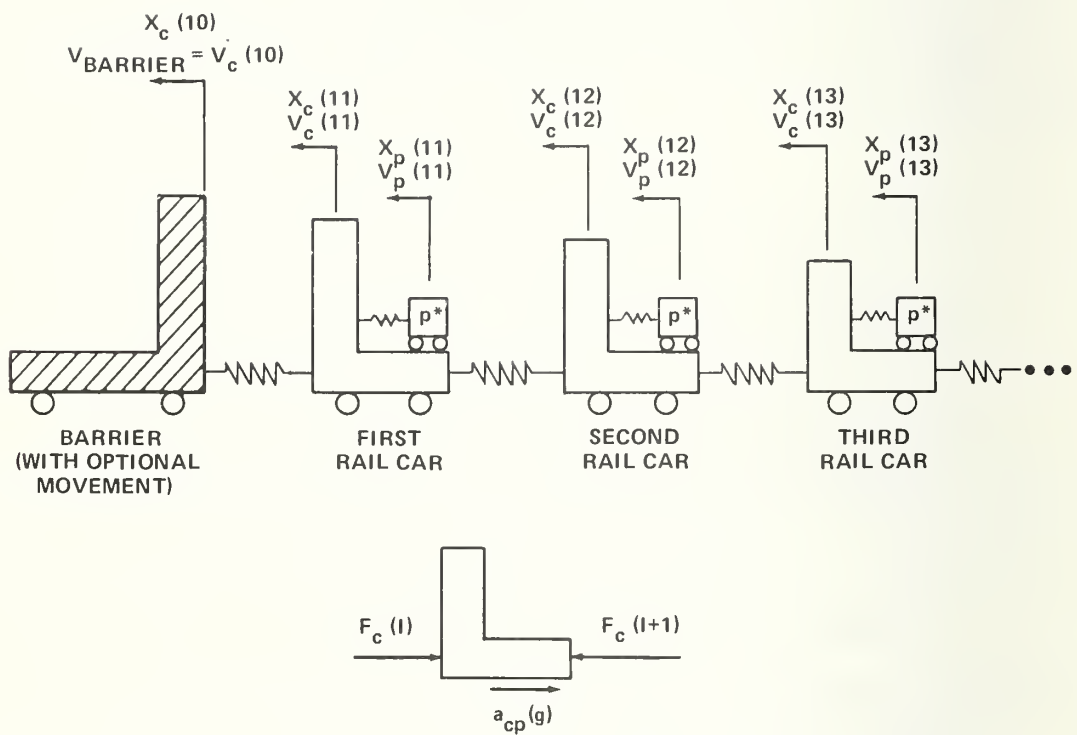 X_c (10)
V_BARRIER = V_c (10)
X_c (11)
V_c (11)
X_p (11)
V_p (11)
X_c (12)
V_c (12)
X_p (12)
V_p (12)
X_c (13)
V_c (13)
X_p (13)
V_p (13)
p*
p*
p*
BARRIER
(WITH OPTIONAL
MOVEMENT)
FIRST
RAIL CAR
SECOND
RAIL CAR
THIRD
RAIL CAR
F_c (I)
F_c (I+1)
a_cp (g)